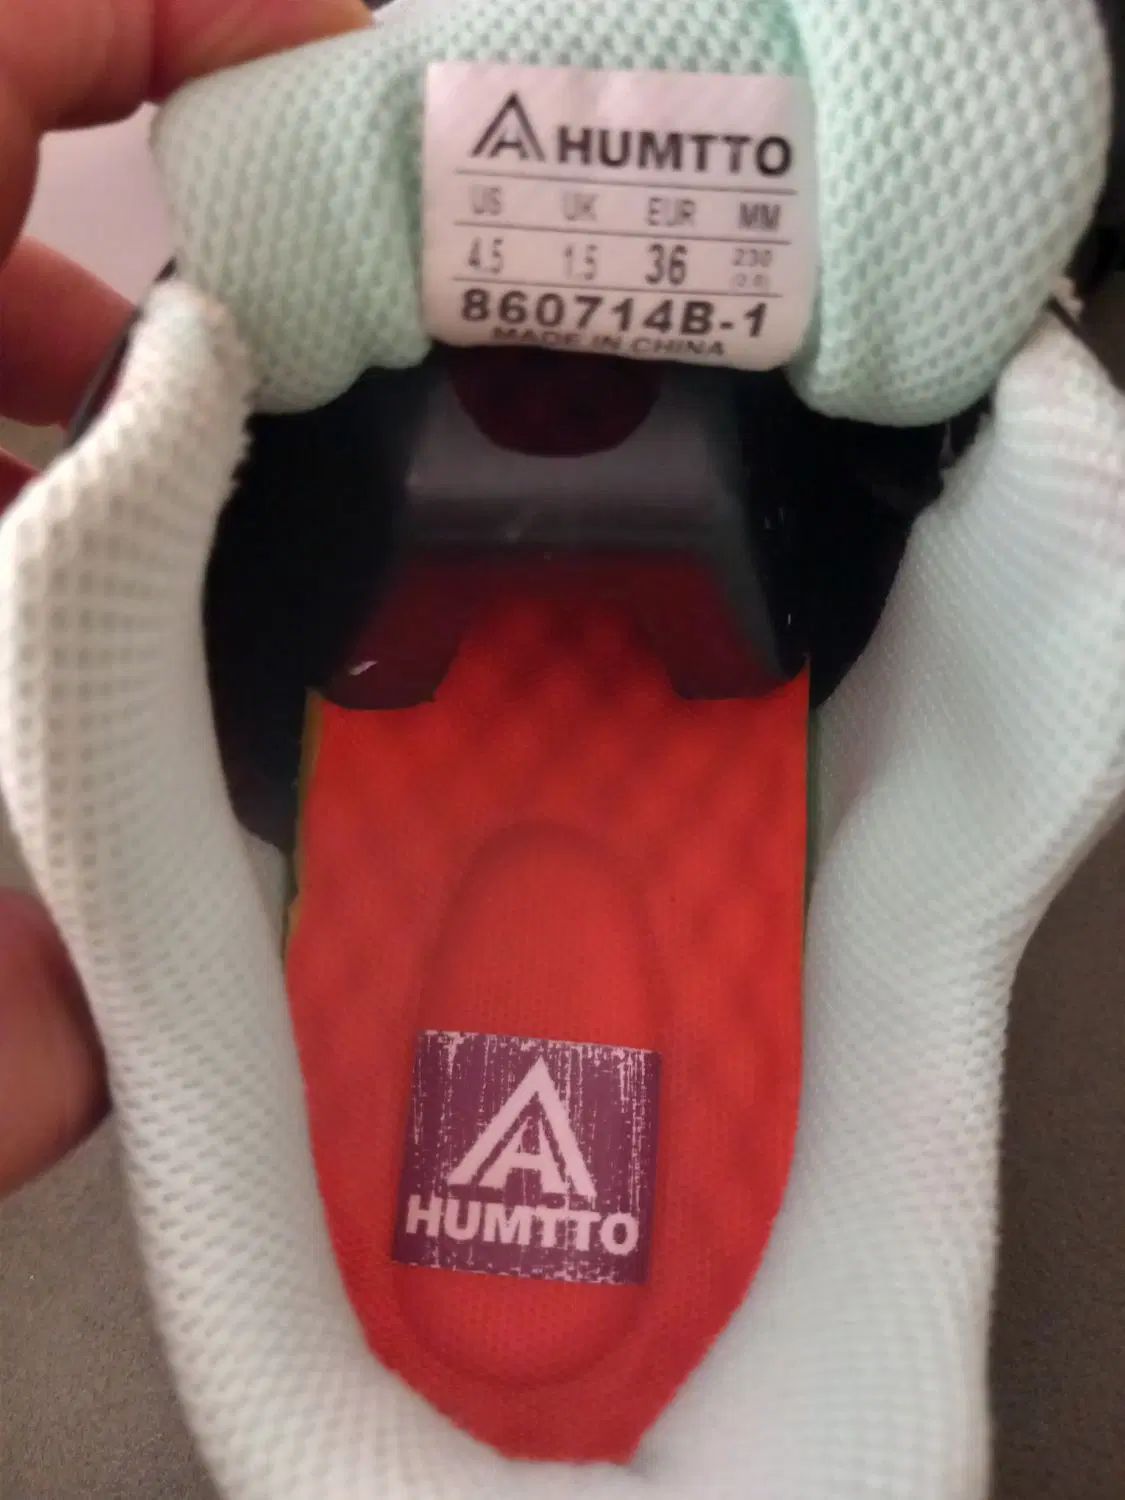 HUMTTO
US UK EUR MM
4.5 1.5 36 230
860714B-1
MADE IN CHINA
HUMTTO